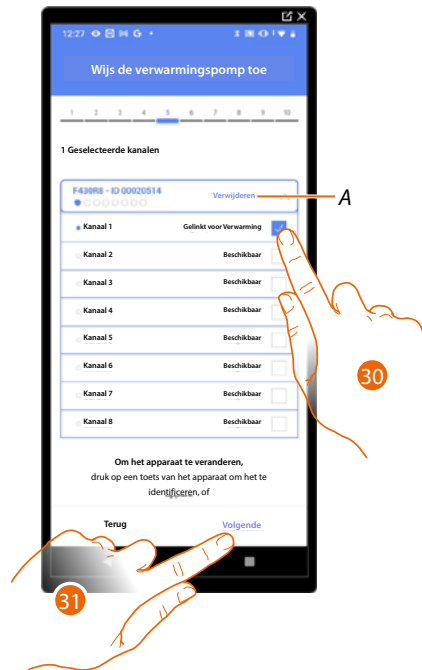 12:27 G
Wijs de verwarmingspomp toe
1 2 3 4 5 6 7 8 9 10
1 Geselecteerde kanalen
F430R8 - ID 00020514
Verwijderen
A
Kanaal 1 Gelinkt voor Verwarming
Kanaal 2 Beschikbaar
Kanaal 3 Beschikbaar
Kanaal 4 Beschikbaar
Kanaal 5 Beschikbaar
Kanaal 6 Beschikbaar
Kanaal 7 Beschikbaar
Kanaal 8 Beschikbaar
30
Om het apparaat te veranderen,
druk op een toets van het apparaat om het te
identificeren, of
Terug Volgende
31